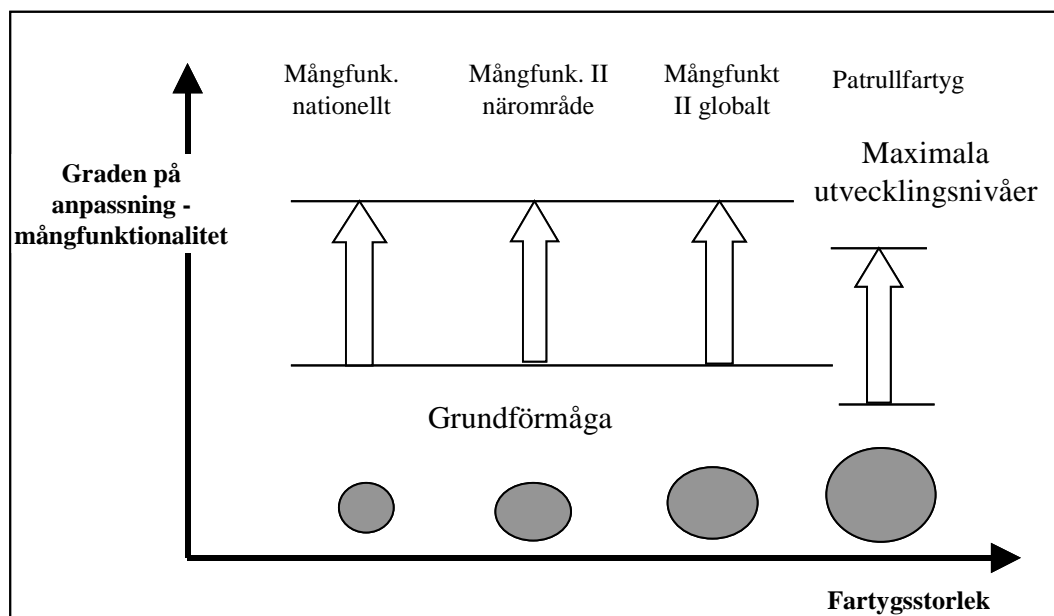 Mångfunk.
nationellt
Mångfunk. II
närområde
Mångfunkt
II globalt
Patrullfartyg
Maximala
utvecklingsnivåer
Graden på
anpassning -
mångfunktionalitet
Grundförmåga
Fartygsstorlek